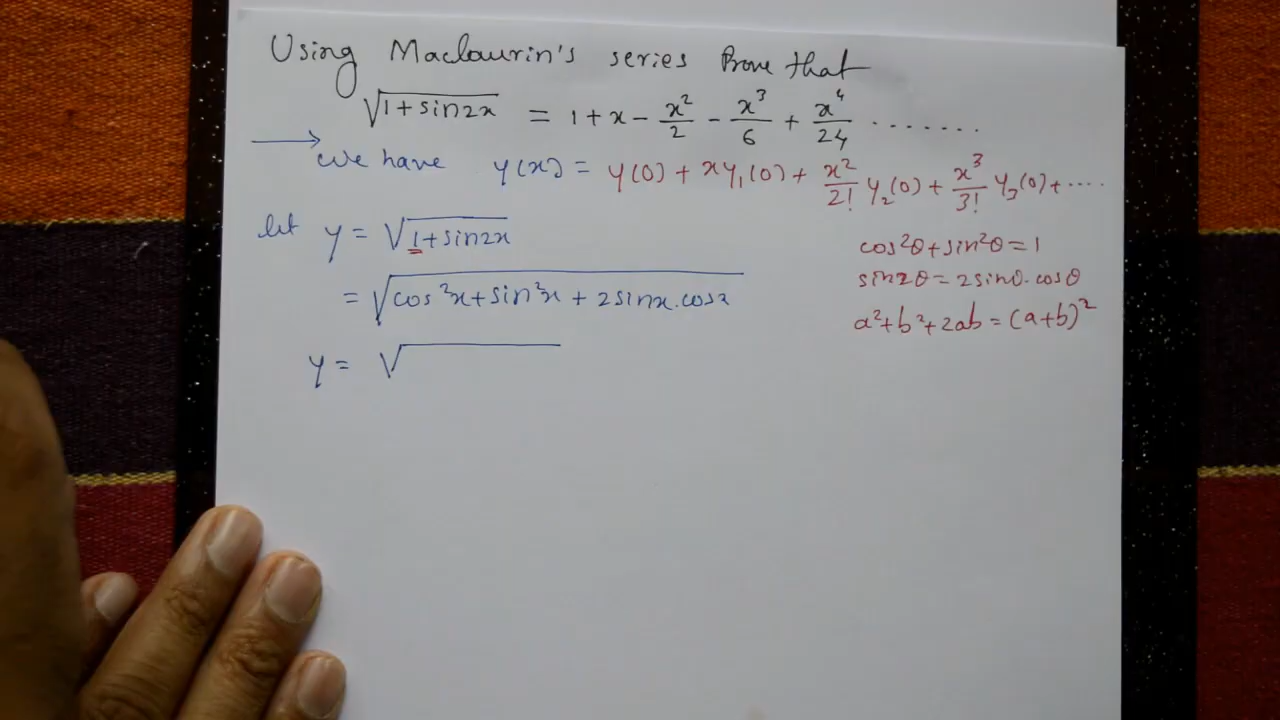 Using Maclaurin's series Prove that
√(1+sin2x) = 1 + x - x²/2 - x³/6 + x⁴/24 .......
→ we have y(x) = y(0) + xy₁(0) + x²/2! y₂(0) + x³/3! y₃(0) + ....
let y = √(1+sin2x)
cos²θ+sin²θ=1
= √(cos²x+sin²x + 2sinx.cosx)
sin2θ=2sinθ.cosθ
a²+b²+2ab=(a+b)²
y = √